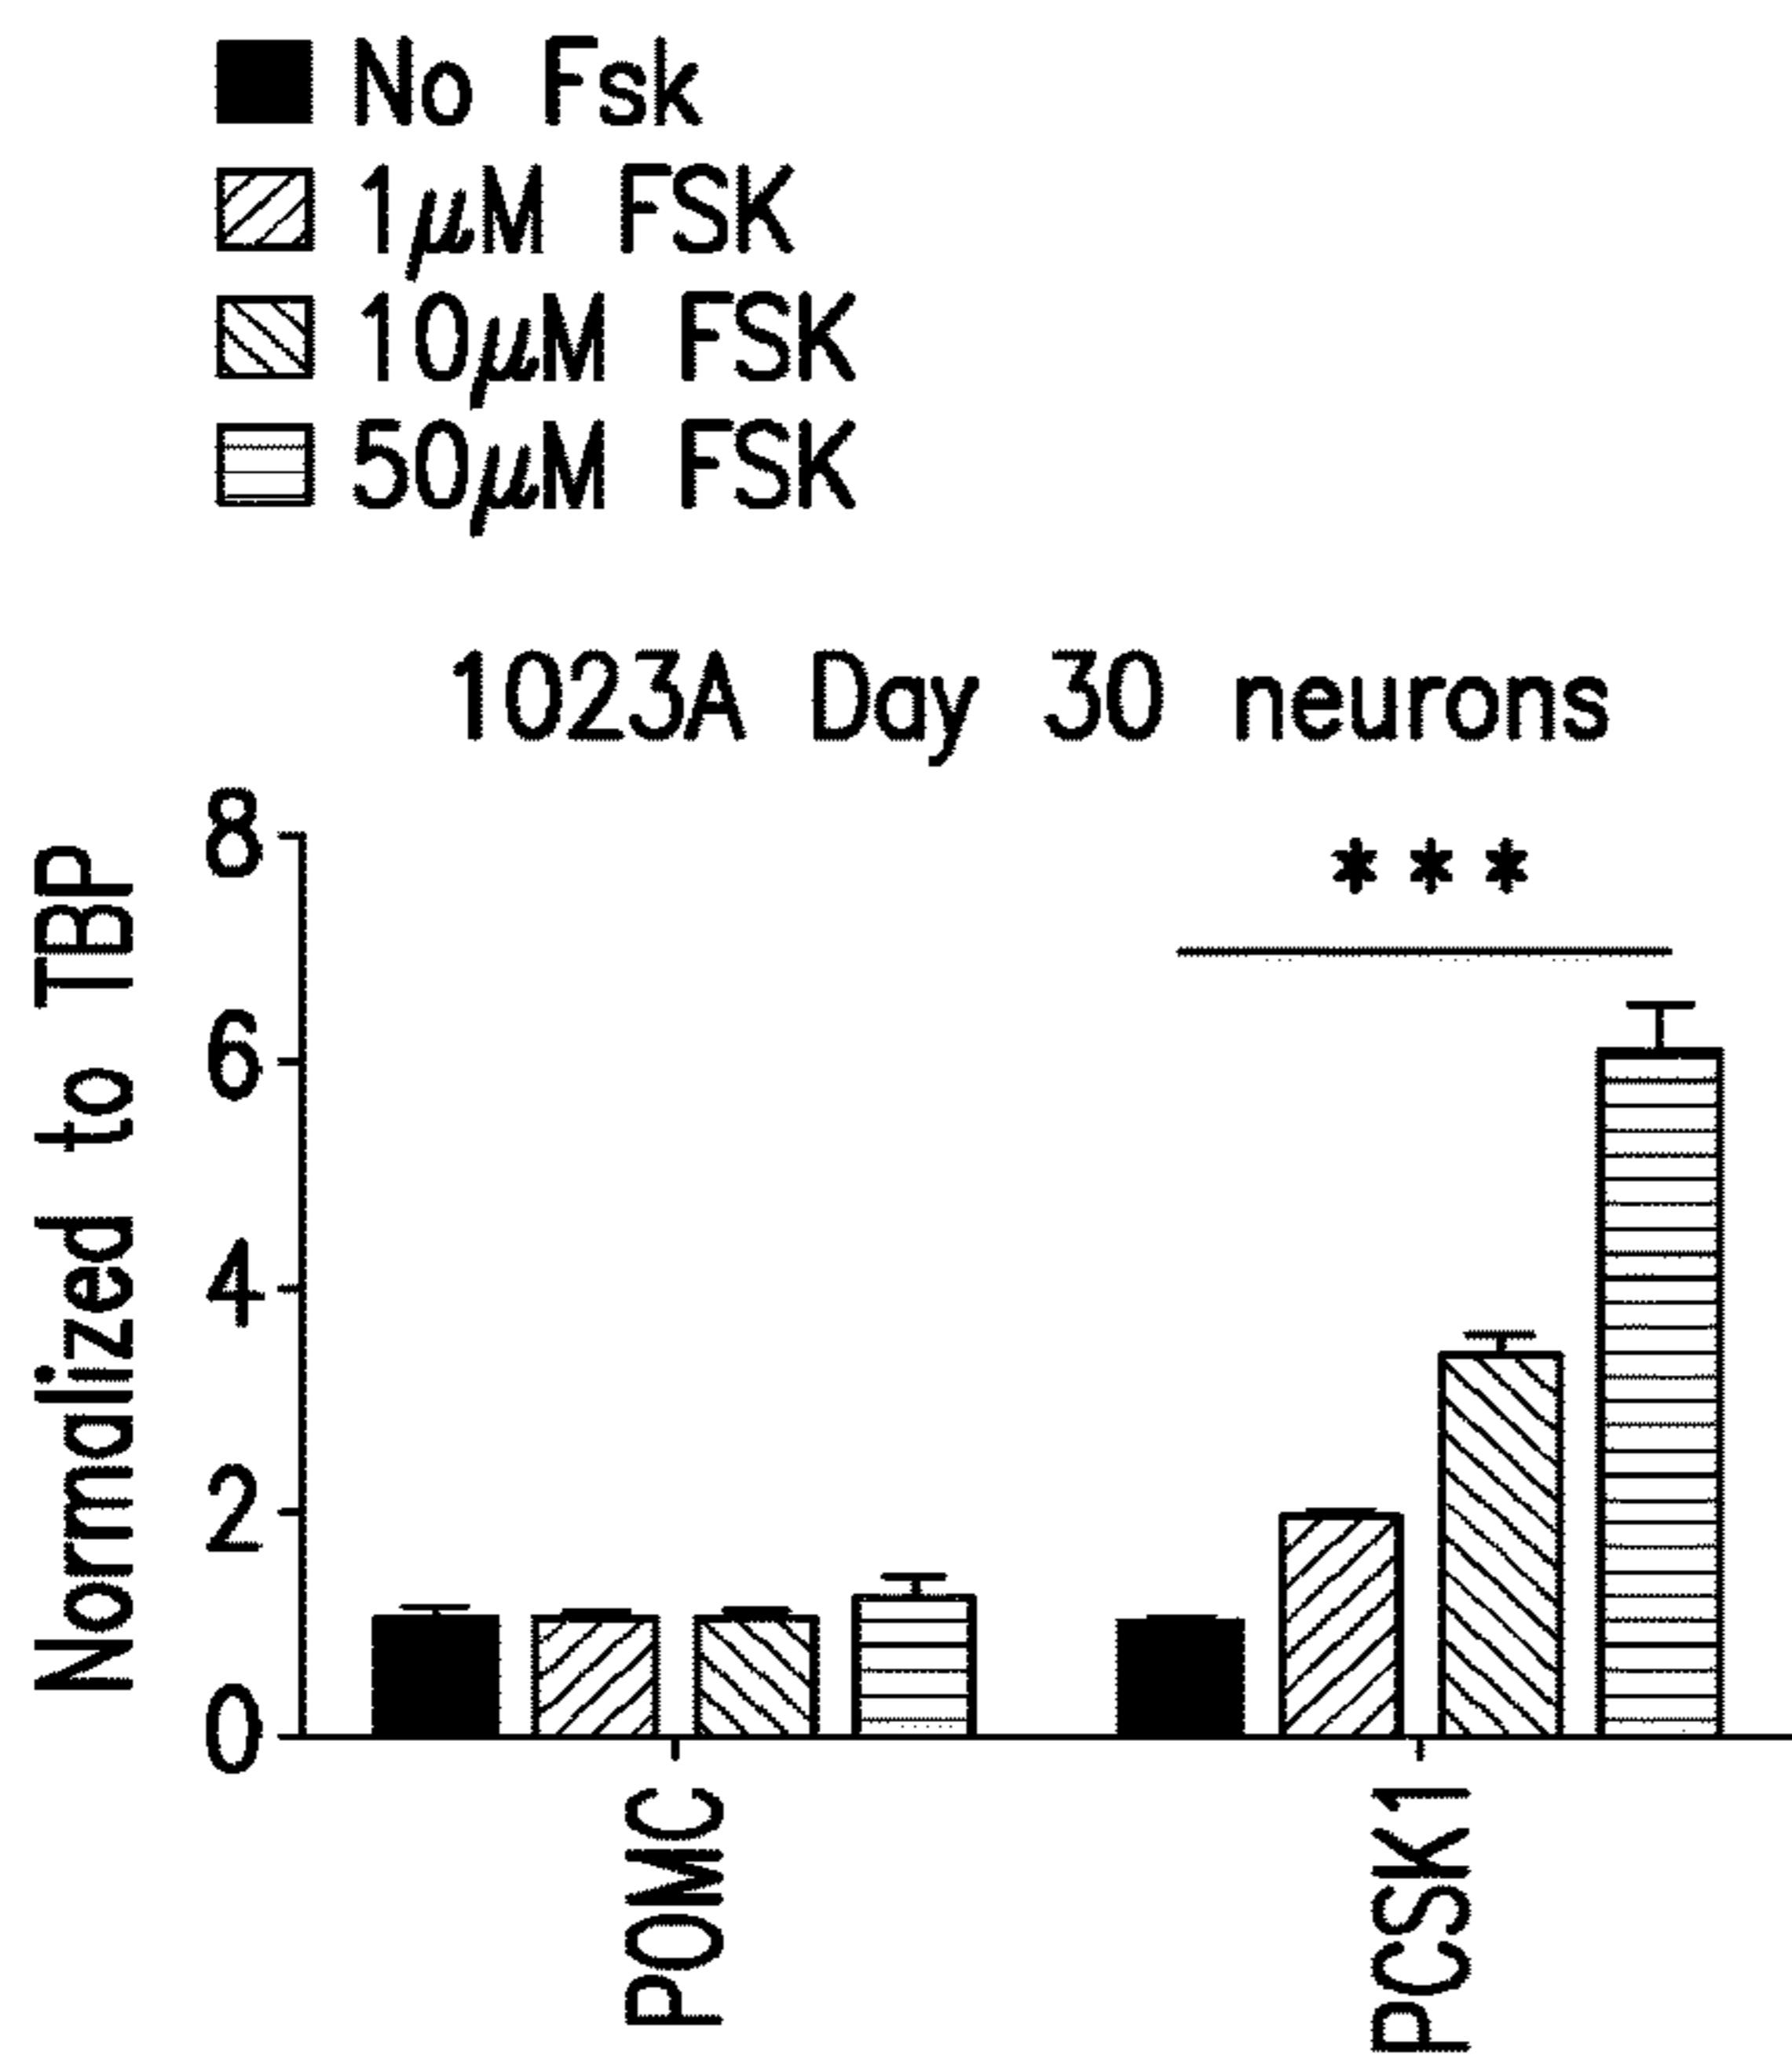 No Fsk
1μM FSK
10μM FSK
50μM FSK
1023A Day 30 neurons
Normalized to TBP
8
6
4
2
0
***
POMC
PCSK1